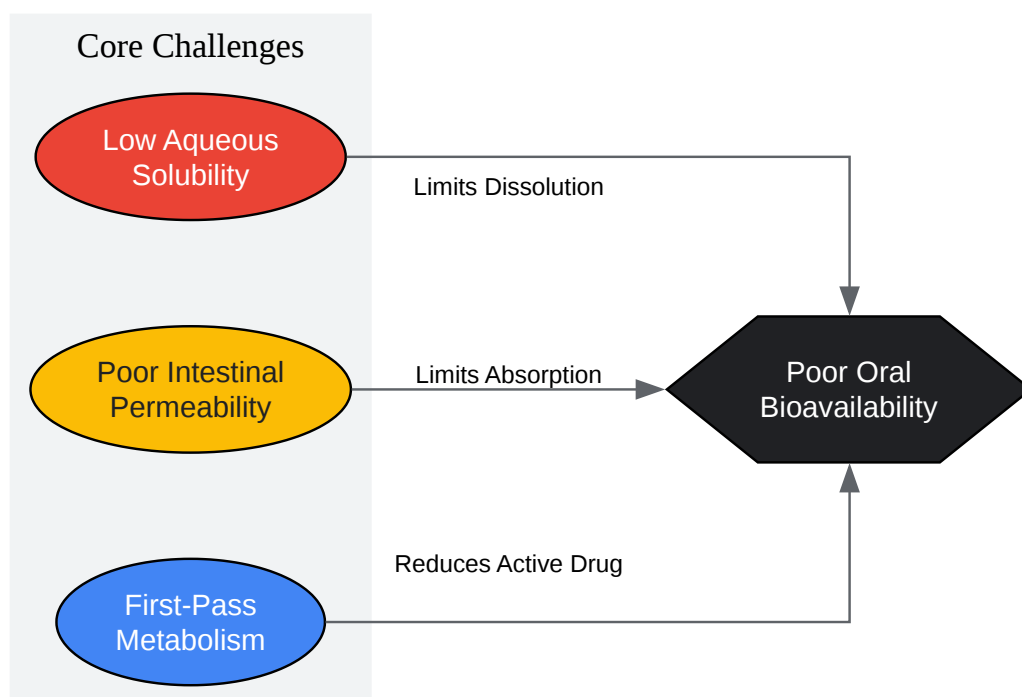 Core Challenges
Low Aqueous
Solubility
Limits Dissolution
Poor Intestinal
Permeability
Limits Absorption
Poor Oral
Bioavailability
Reduces Active Drug
First-Pass
Metabolism